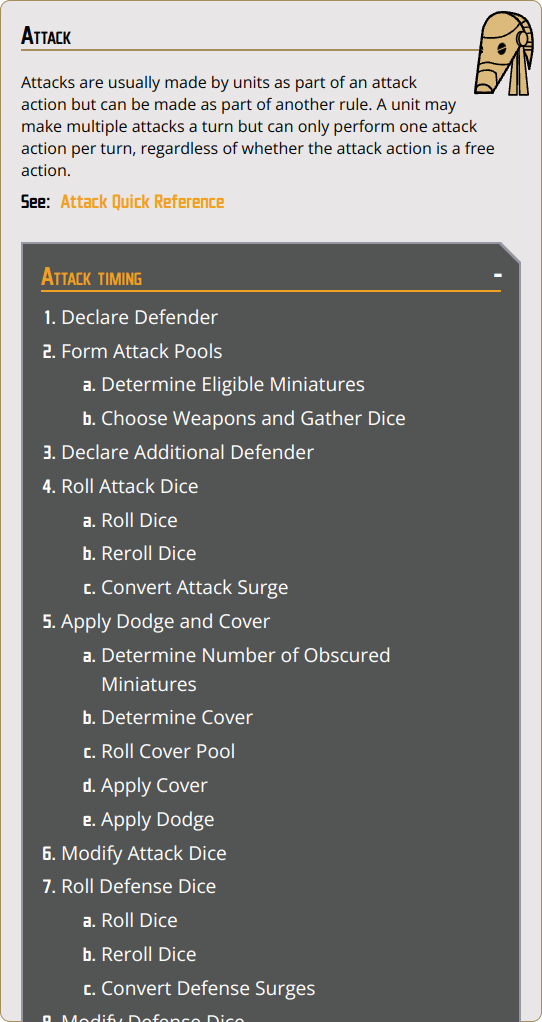 Attack
Attacks are usually made by units as part of an attack
action but can be made as part of another rule. A unit may
make multiple attacks a turn but can only perform one attack
action per turn, regardless of whether the attack action is a free
action.
See: Attack Quick Reference
Attack timing -
1. Declare Defender
2. Form Attack Pools
a. Determine Eligible Miniatures
b. Choose Weapons and Gather Dice
3. Declare Additional Defender
4. Roll Attack Dice
a. Roll Dice
b. Reroll Dice
c. Convert Attack Surge
5. Apply Dodge and Cover
a. Determine Number of Obscured
Miniatures
b. Determine Cover
c. Roll Cover Pool
d. Apply Cover
e. Apply Dodge
6. Modify Attack Dice
7. Roll Defense Dice
a. Roll Dice
b. Reroll Dice
c. Convert Defense Surges
8. Modify Defense Dice